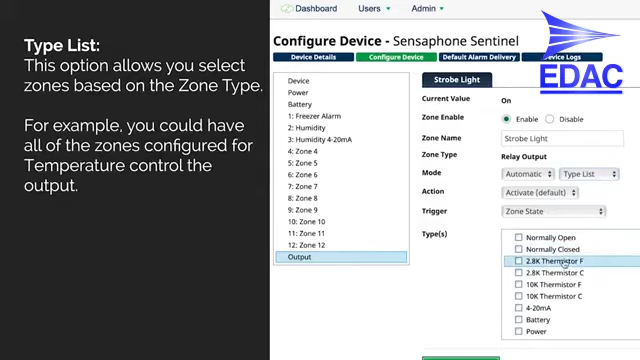 Type List:
This option allows you select
zones based on the Zone Type.
For example, you could have
all of the zones configured for
Temperature control the
output.
Dashboard
Users
Admin
EDAC
Configure Device - Sensaphone Sentinel
Device Details
Configure Device
Default Alarm Delivery
Device Logs
Device
Power
Battery
1: Freezer Alarm
2: Humidity
3: Humidity 4-20mA
4: Zone 4
5: Zone 5
6: Zone 6
7: Zone 7
8: Zone 8
9: Zone 9
10: Zone 10
11: Zone 11
12: Zone 12
Output
Strobe Light
Current Value On
Zone Enable Enable Disable
Zone Name Strobe Light
Zone Type Relay Output
Mode Automatic Type List
Action Activate (default)
Trigger Zone State
Type(s)
Normally Open
Normally Closed
2.8K Thermistor F
2.8K Thermistor C
10K Thermistor F
10K Thermistor C
4-20mA
Battery
Power